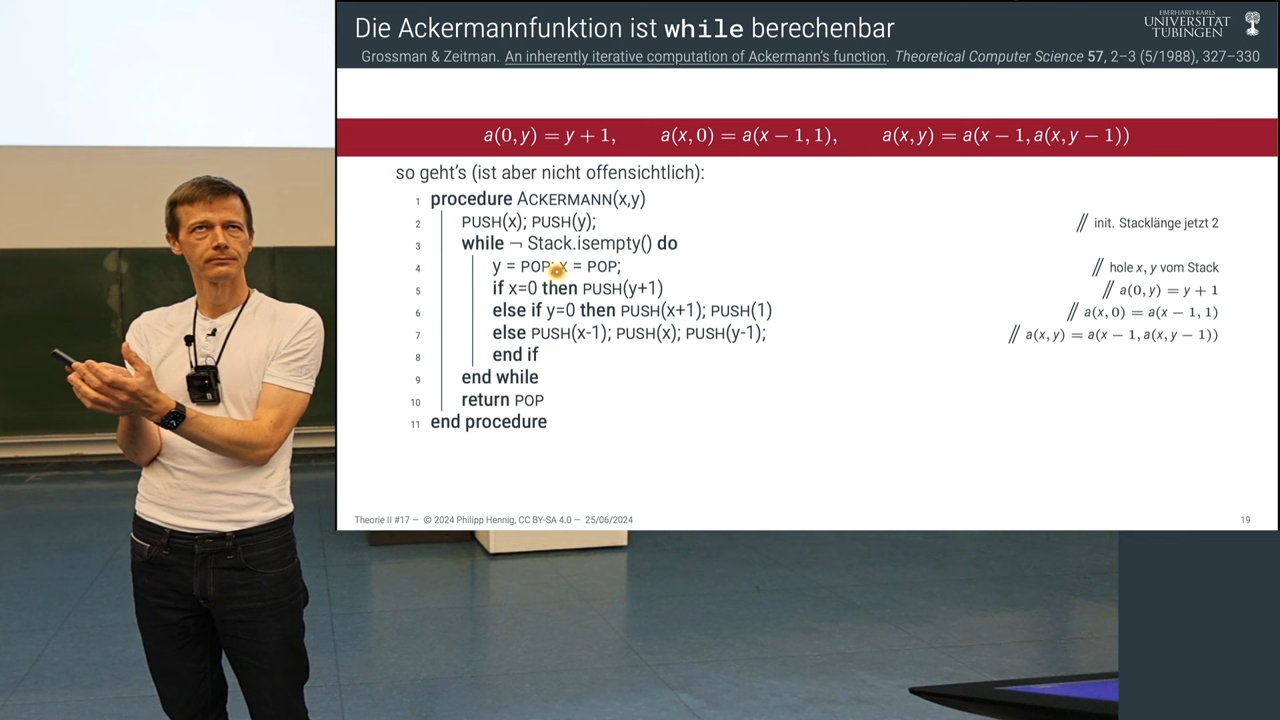 Die Ackermannfunktion ist while berechenbar
EBERHARD KARLS
UNIVERSITÄT
TÜBINGEN
Grossman & Zeitman. An inherently iterative computation of Ackermann's function. Theoretical Computer Science 57, 2–3 (5/1988), 327–330
a(0, y) = y + 1, a(x, 0) = a(x − 1, 1), a(x, y) = a(x − 1, a(x, y − 1))
so geht's (ist aber nicht offensichtlich):
1 procedure ACKERMANN(x,y)
2 PUSH(x); PUSH(y); // init. Stacklänge jetzt 2
3 while ¬ Stack.isempty() do
4 y = POP; x = POP; // hole x, y vom Stack
5 if x=0 then PUSH(y+1) // a(0, y) = y + 1
6 else if y=0 then PUSH(x+1); PUSH(1) // a(x, 0) = a(x − 1, 1)
7 else PUSH(x-1); PUSH(x); PUSH(y-1); // a(x, y) = a(x − 1, a(x, y − 1))
8 end if
9 end while
10 return POP
11 end procedure
Theorie II #17 — © 2024 Philipp Hennig, CC BY-SA 4.0 — 25/06/2024 19